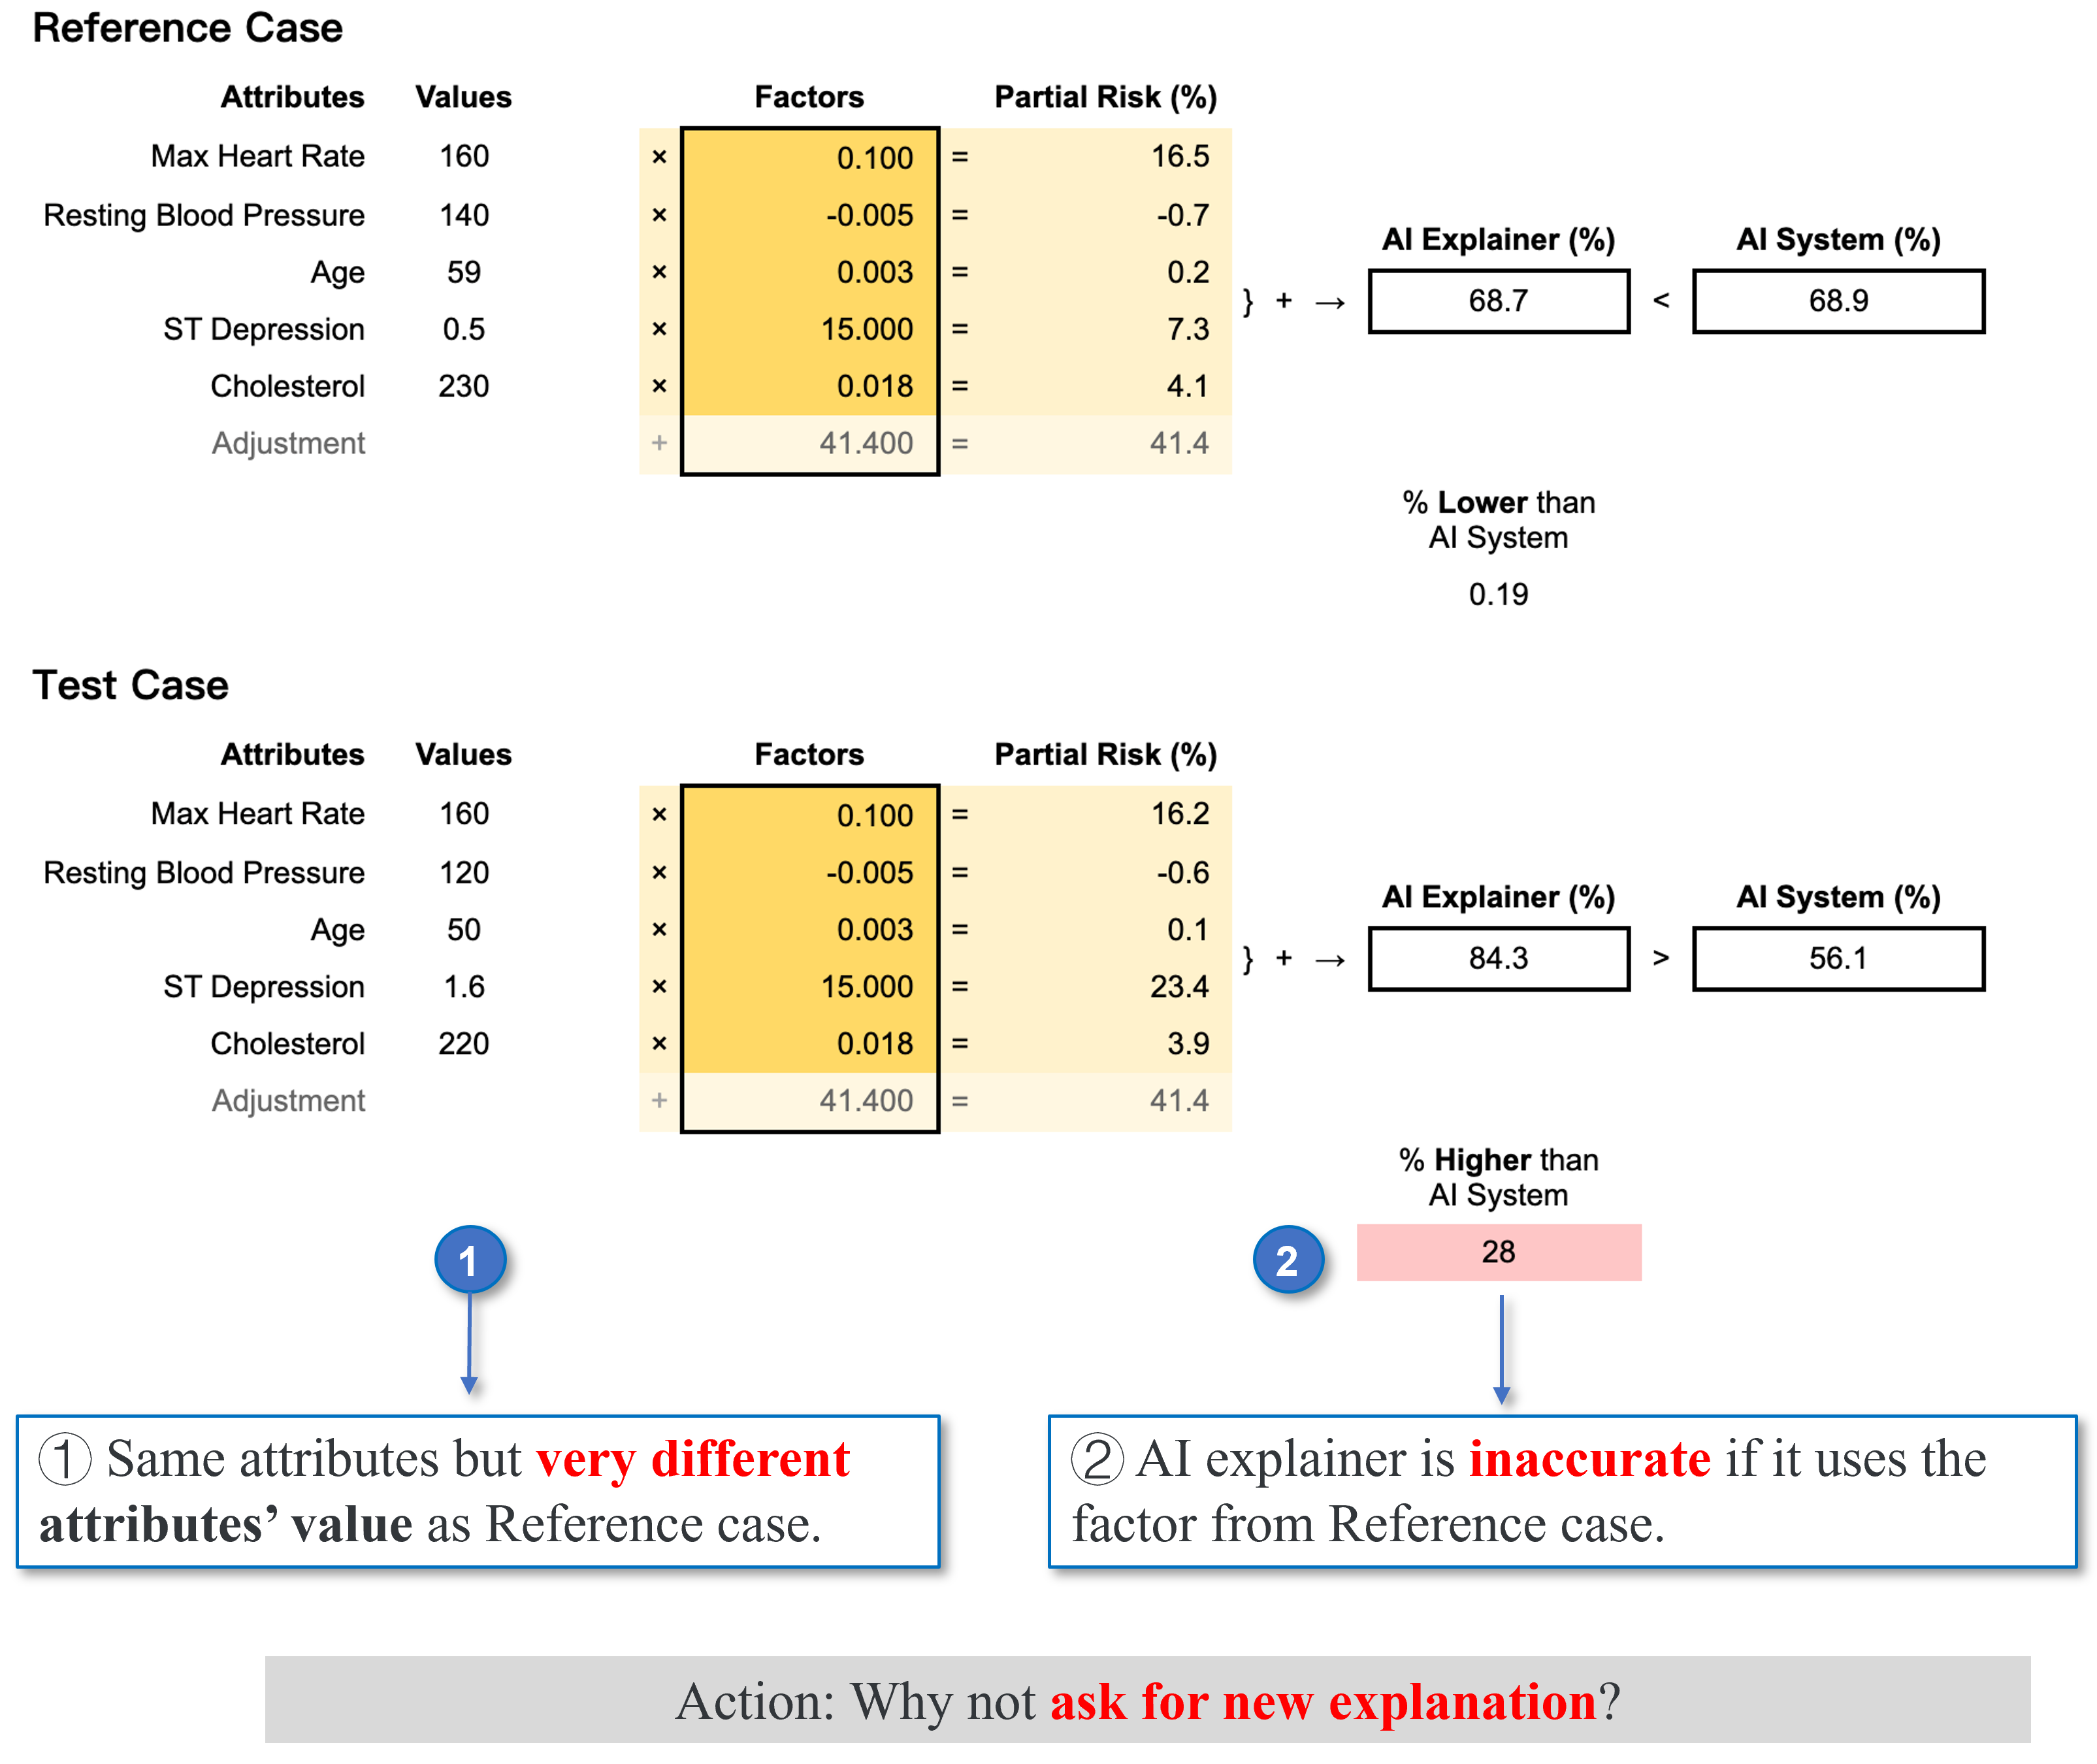 Reference Case
Attributes Values Factors Partial Risk (%)
Max Heart Rate 160 × 0.100 = 16.5
Resting Blood Pressure 140 × -0.005 = -0.7
Age 59 × 0.003 = 0.2
ST Depression 0.5 × 15.000 = 7.3
Cholesterol 230 × 0.018 = 4.1
Adjustment + 41.400 = 41.4
AI Explainer (%) AI System (%)
} + → 68.7 < 68.9
% Lower than
AI System
0.19
Test Case
Attributes Values Factors Partial Risk (%)
Max Heart Rate 160 × 0.100 = 16.2
Resting Blood Pressure 120 × -0.005 = -0.6
Age 50 × 0.003 = 0.1
ST Depression 1.6 × 15.000 = 23.4
Cholesterol 220 × 0.018 = 3.9
Adjustment + 41.400 = 41.4
AI Explainer (%) AI System (%)
} + → 84.3 > 56.1
% Higher than
AI System
28
1
2
① Same attributes but very different
attributes’ value as Reference case.
② AI explainer is inaccurate if it uses the
factor from Reference case.
Action: Why not ask for new explanation?